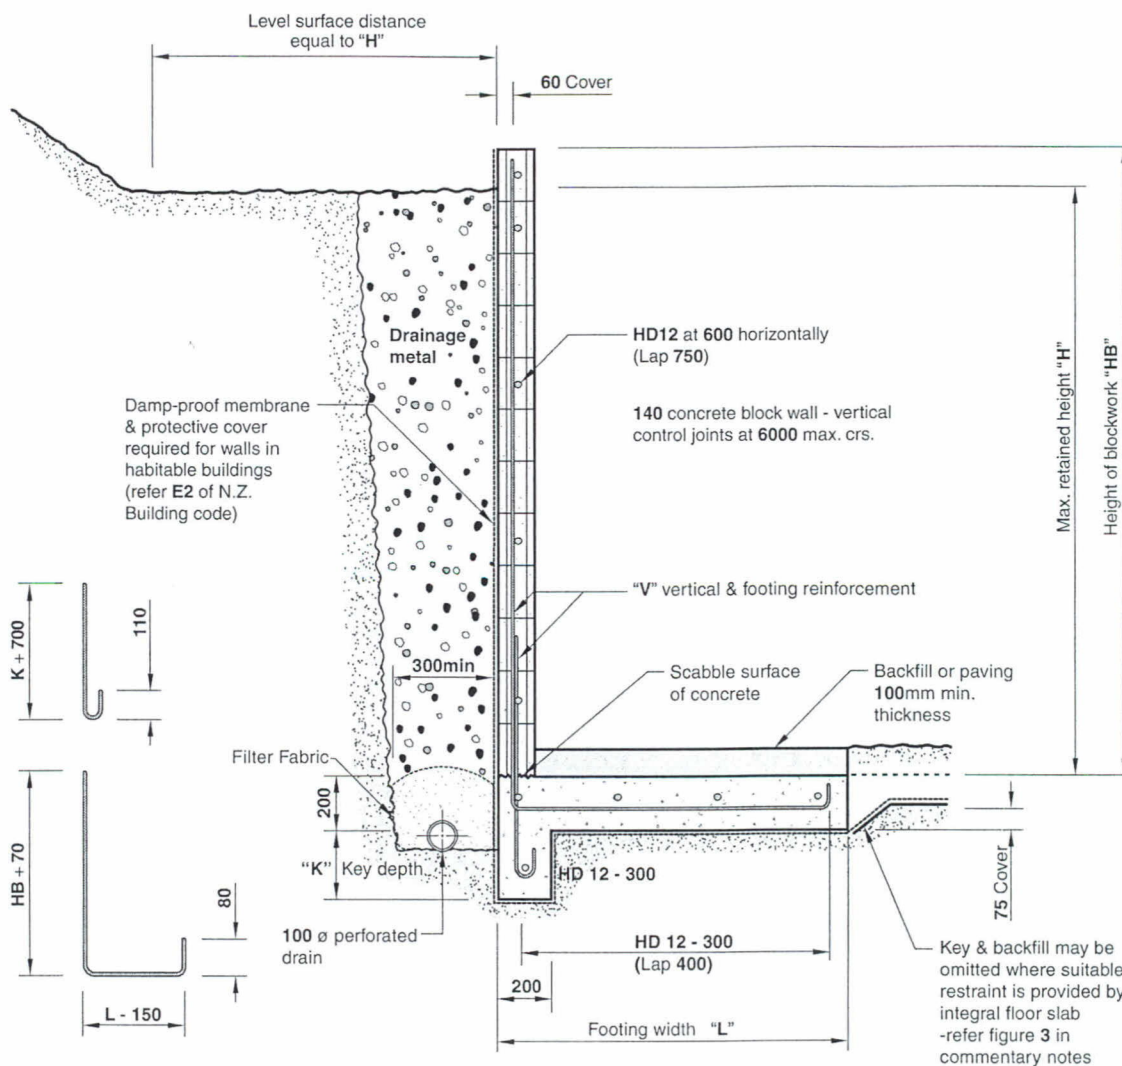 Level surface distance
equal to “H”
60 Cover
Drainage
metal
HD12 at 600 horizontally
(Lap 750)
140 concrete block wall - vertical
control joints at 6000 max. crs.
Max. retained height “H”
Height of blockwork “HB”
Damp-proof membrane
& protective cover
required for walls in
habitable buildings
(refer E2 of N.Z.
Building code)
“V” vertical & footing reinforcement
K + 700
110
300min
Scabble surface
of concrete
Backfill or paving
100mm min.
thickness
Filter Fabric
200
“K” Key depth
HD 12 - 300
75 Cover
HB + 70
80
L - 150
100 ø perforated
drain
HD 12 - 300
(Lap 400)
200
Footing width “L”
Key & backfill may be
omitted where suitable
restraint is provided by
integral floor slab
-refer figure 3 in
commentary notes